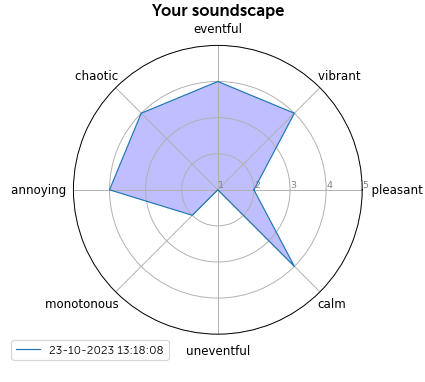 Your soundscape
eventful
chaotic
vibrant
annoying
1
2
3
4
5
pleasant
monotonous
calm
uneventful
23-10-2023 13:18:08